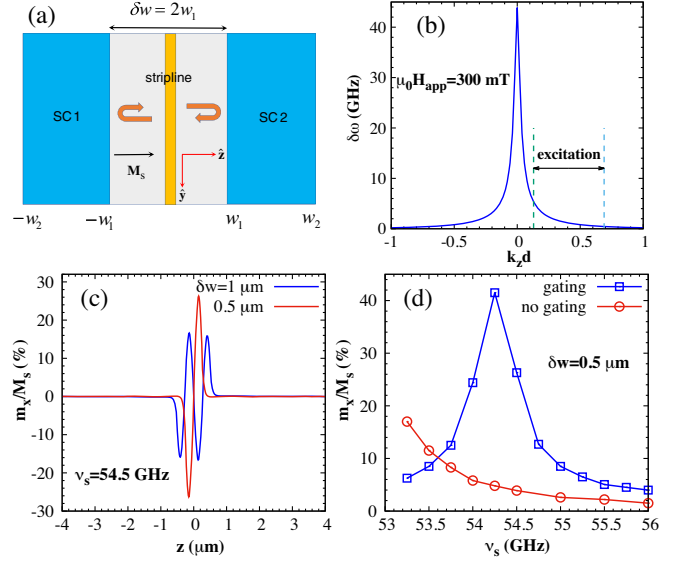 (a)
δw = 2w₁
stripline
SC 1
SC 2
Mₛ
ẑ
ŷ
−w₂
−w₁
w₁
w₂
(b)
μ₀Hₐₚₚ=300 mT
excitation
δω (GHz)
40
30
20
10
0
-1
-0.5
0
0.5
1
k_zd
(c)
δw=1 μm
0.5 μm
νₛ=54.5 GHz
mₓ/Mₛ (%)
30
20
10
0
-10
-20
-30
-4
-3
-2
-1
0
1
2
3
4
z (μm)
(d)
gating
no gating
δw=0.5 μm
mₓ/Mₛ (%)
40
30
20
10
0
53
53.5
54
54.5
55
55.5
56
νₛ (GHz)